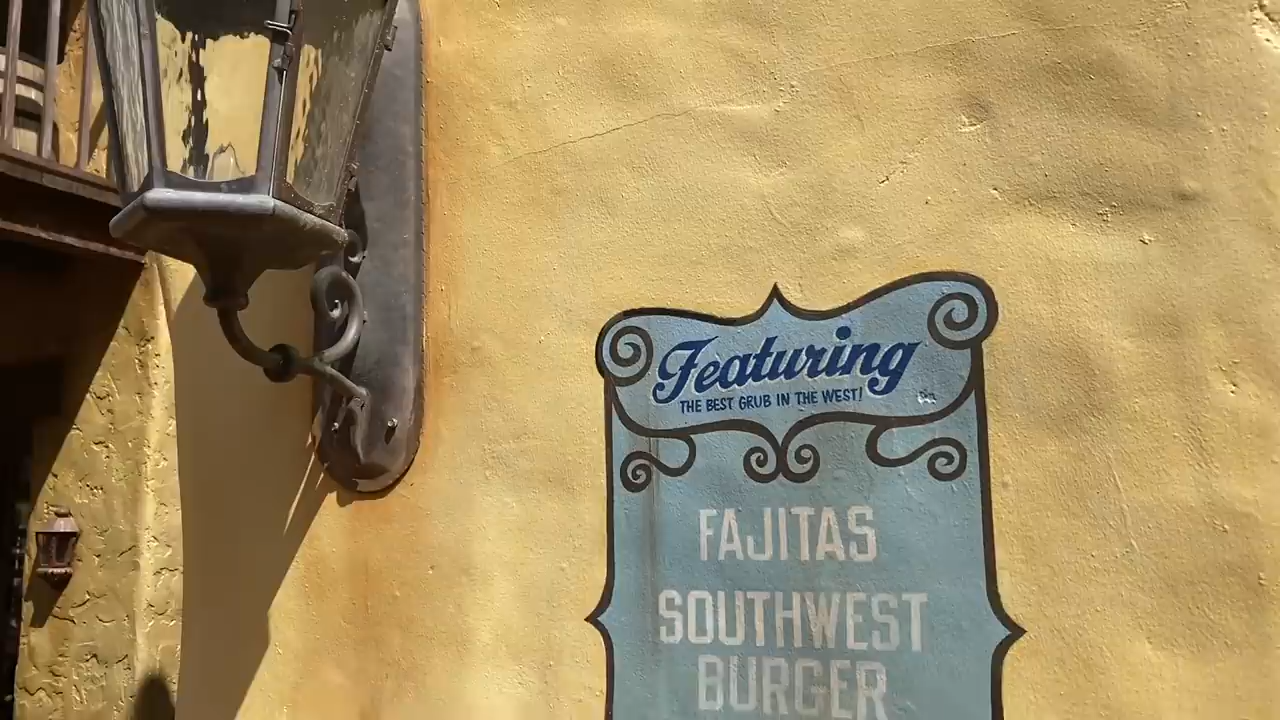 Featuring
THE BEST GRUB IN THE WEST!
FAJITAS
SOUTHWEST
BURGER